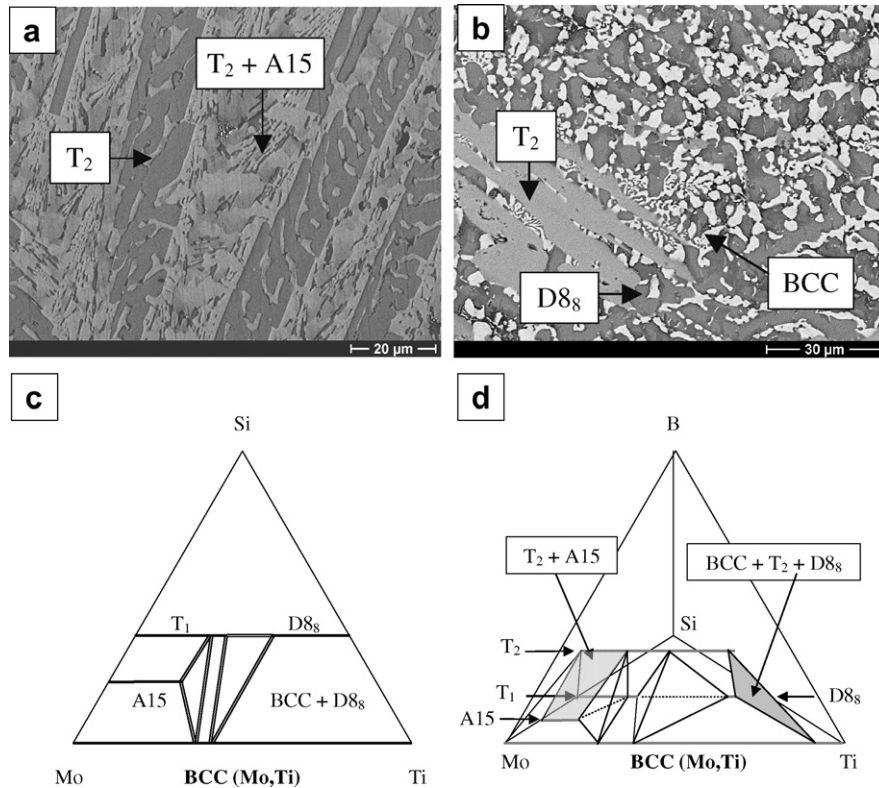 a
T₂ + A15
T₂
20 µm
b
T₂
D8₈
BCC
30 µm
c
Si
T₁
D8₈
A15
BCC + D8₈
Mo
BCC (Mo,Ti)
Ti
d
B
T₂ + A15
BCC + T₂ + D8₈
Si
T₂
T₁
D8₈
A15
Mo
BCC (Mo,Ti)
Ti